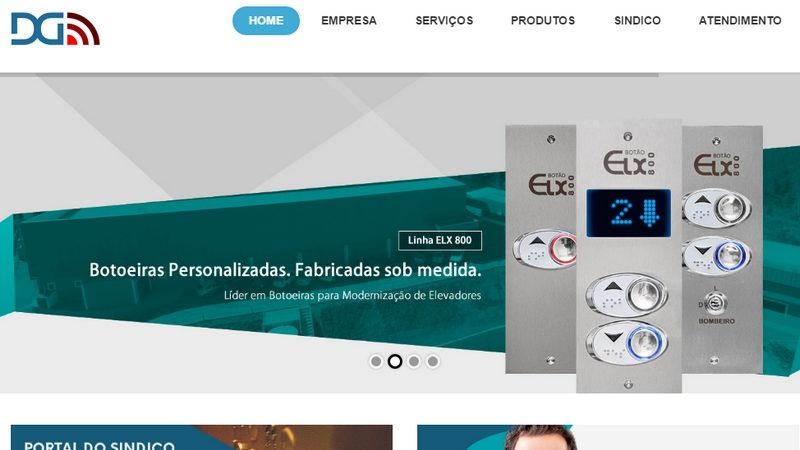 DG
HOME EMPRESA SERVIÇOS PRODUTOS SINDICO ATENDIMENTO
BOTÃO
ELX 800
BOTÃO
ELX 800
BOTÃO
ELX 800
2
Linha ELX 800
Botoeiras Personalizadas. Fabricadas sob medida.
Líder em Botoeiras para Modernização de Elevadores
BOMBEIRO
PORTAL DO SINDICO